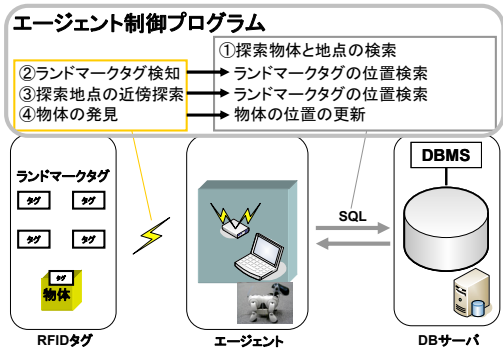 エージェント制御プログラム
①探索物体と地点の検索
②ランドマークタグ検知
ランドマークタグの位置検索
③探索地点の近傍探索
ランドマークタグの位置検索
④物体の発見
物体の位置の更新
ランドマークタグ
タグ
タグ
タグ
タグ
タグ
物体
SQL
DBMS
RFIDタグ
エージェント
DBサーバ